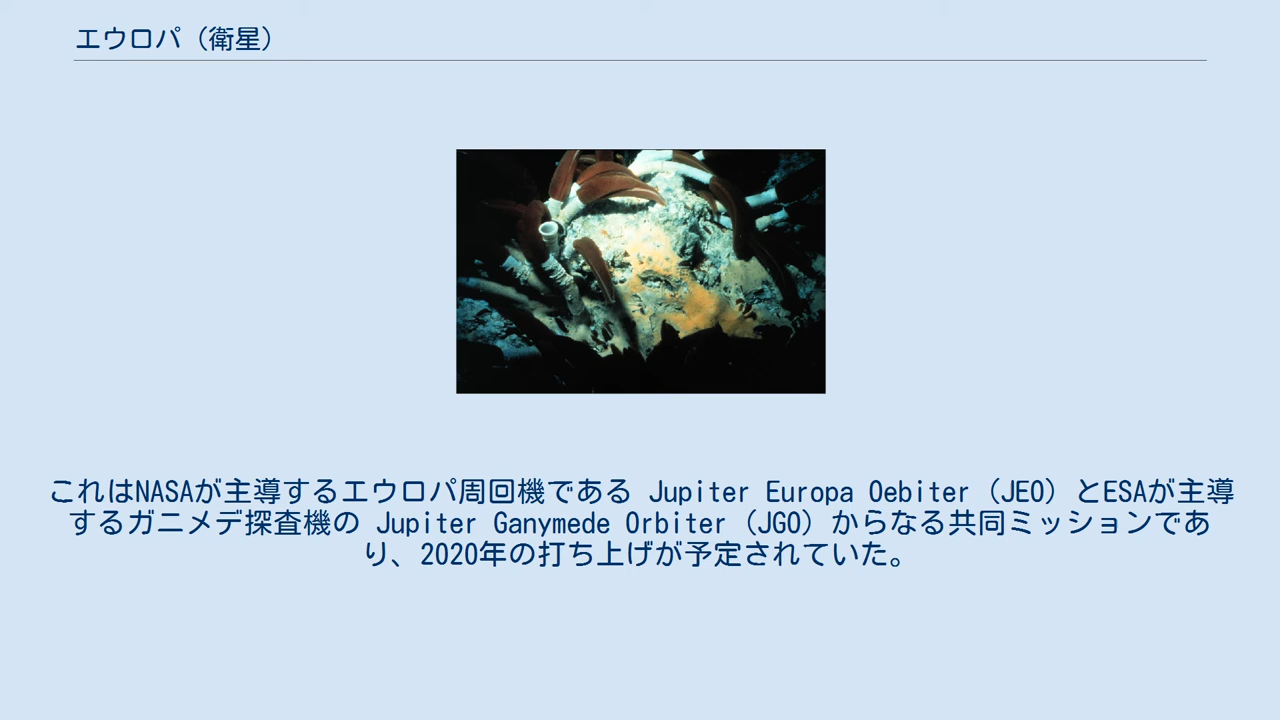 エウロパ（衛星）
これはNASAが主導するエウロパ周回機である Jupiter Europa Oebiter（JEO）とESAが主導
するガニメデ探査機の Jupiter Ganymede Orbiter（JGO）からなる共同ミッションであ
り、2020年の打ち上げが予定されていた。